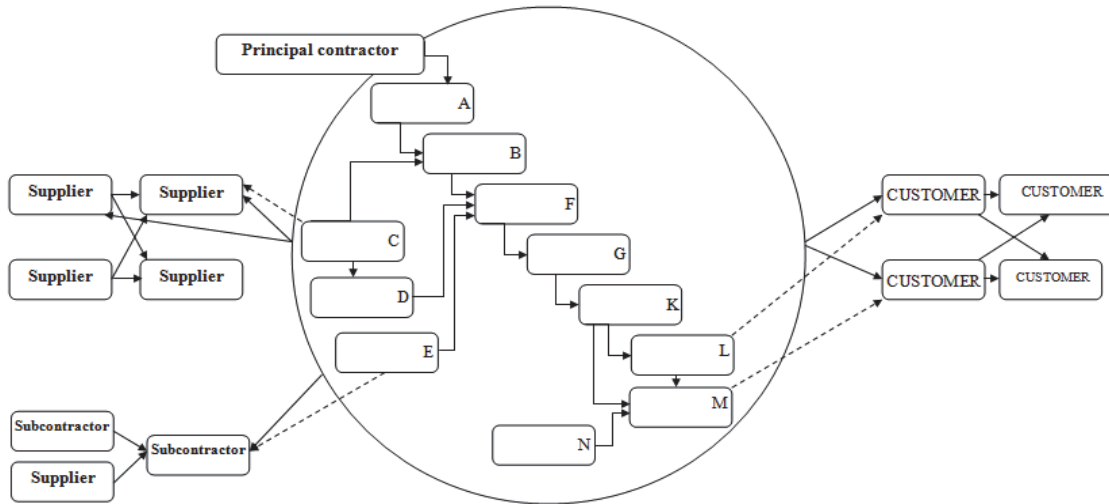 Principal contractor
A
B
Supplier
Supplier
CUSTOMER
CUSTOMER
F
C
G
Supplier
Supplier
CUSTOMER
CUSTOMER
D
K
E
L
M
Subcontractor
Subcontractor
N
Supplier